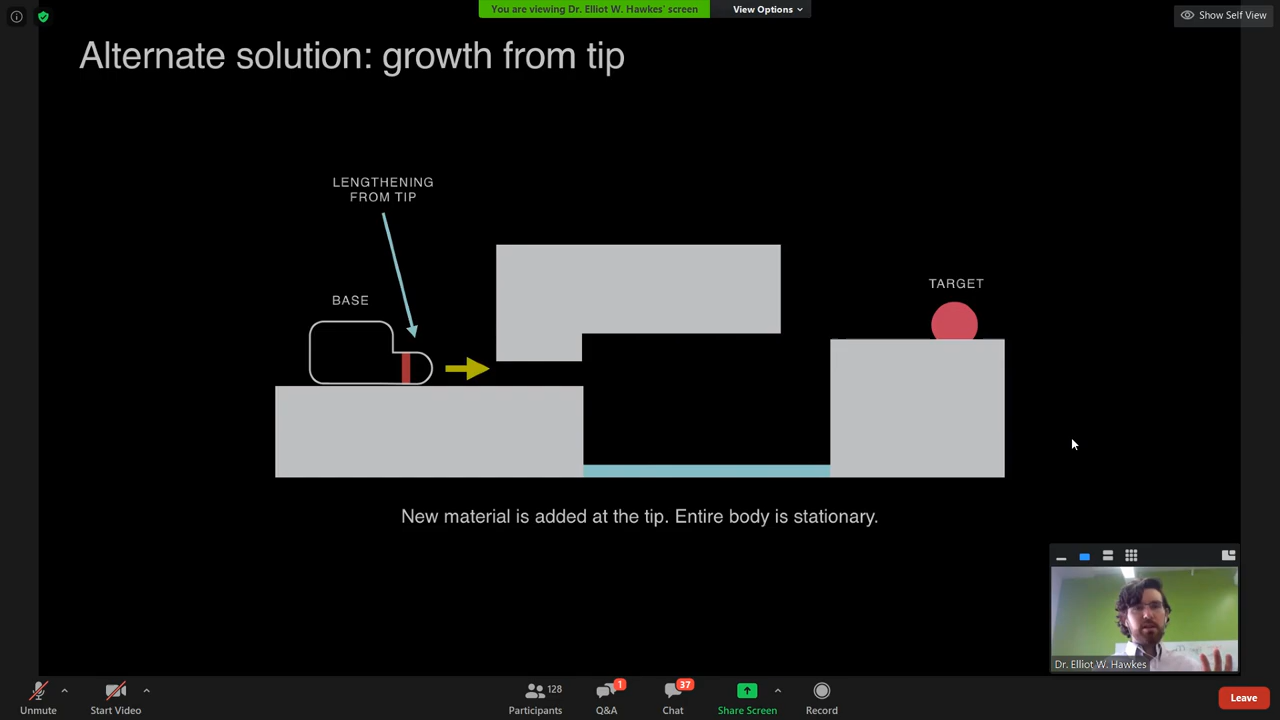 You are viewing Dr. Elliot W. Hawkes' screen
View Options
Show Self View
Alternate solution: growth from tip
LENGTHENING
FROM TIP
BASE
TARGET
New material is added at the tip. Entire body is stationary.
Dr. Elliot W. Hawkes
Unmute
Start Video
128
Participants
1
Q&A
37
Chat
Share Screen
Record
Leave